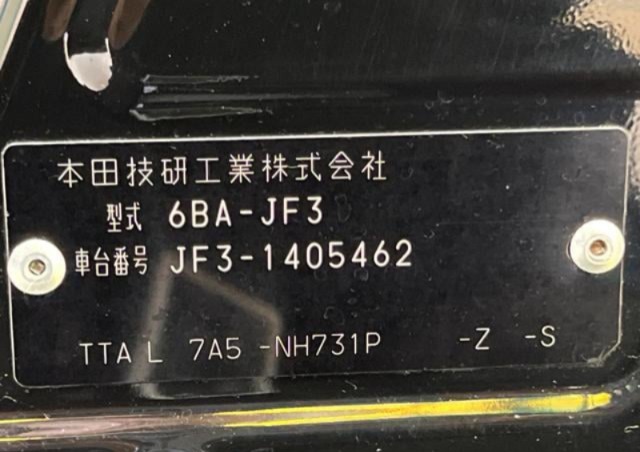 本田技研工業株式会社
型式 6BA-JF3
車台番号 JF3-1405462
TTA L 7A5 -NH731P -Z -S